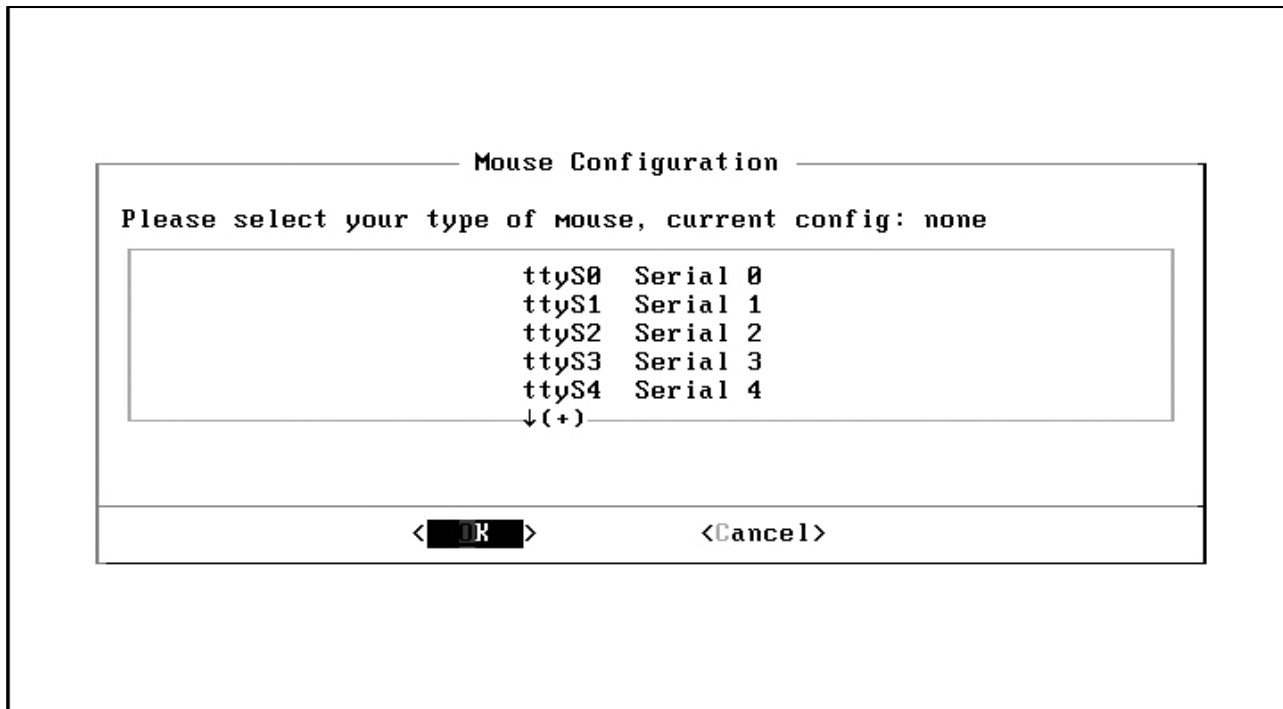 Mouse Configuration
Please select your type of mouse, current config: none
ttyS0 Serial 0
ttyS1 Serial 1
ttyS2 Serial 2
ttyS3 Serial 3
ttyS4 Serial 4
↓(+)
< OK > <Cancel>